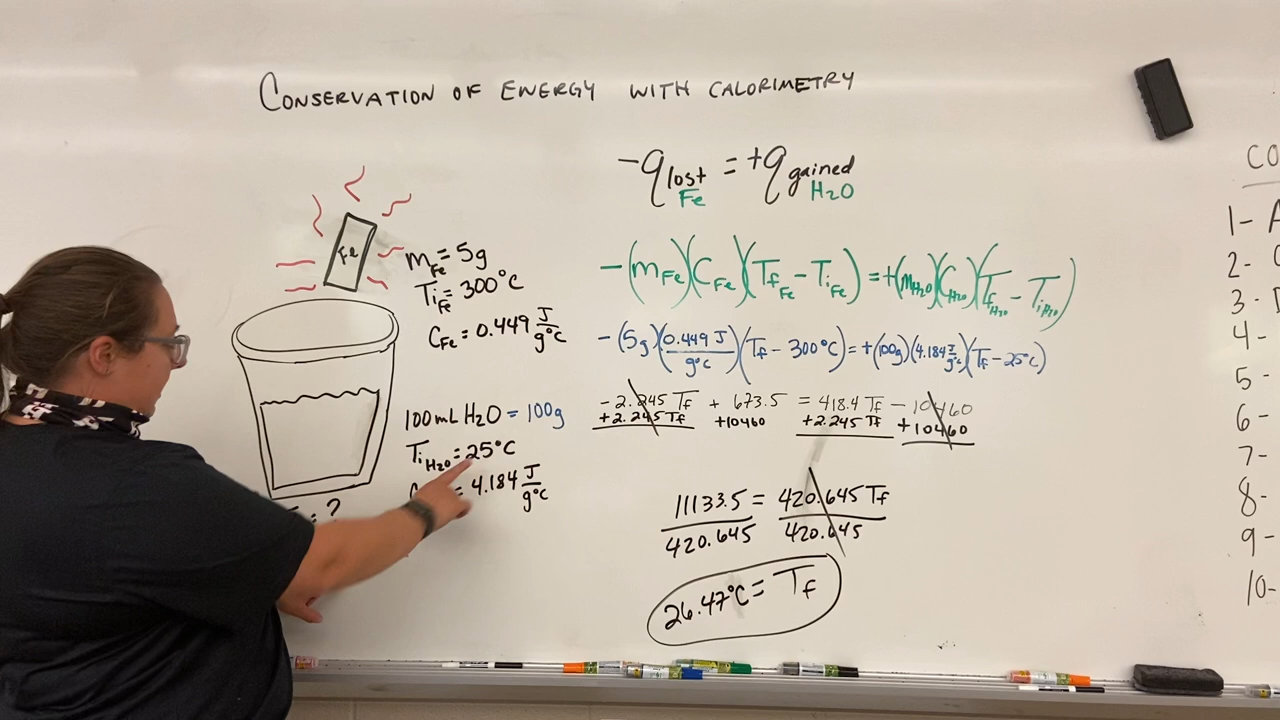 CONSERVATION OF ENERGY WITH CALORIMETRY
-q lost = +q gained
Fe H₂O
Fe
m_Fe = 5g
T_i_Fe = 300°C
C_Fe = 0.449 J/g°C
100mL H₂O = 100g
T_i_H₂O = 25°C
= 4.184 J/g°C
= ?
-(m_Fe)(C_Fe)(T_f_Fe - T_i_Fe) = +(m_H₂O)(C_H₂O)(T_f_H₂O - T_i_H₂O)
-(5g)(0.449 J/g°C)(T_f - 300°C) = +(100g)(4.184 J/g°C)(T_f - 25°C)
-2.245 T_f + 673.5 = 418.4 T_f - 10460
+2.245 T_f +10460 +2.245 T_f +10460
11133.5 = 420.645 T_f
420.645 420.645
26.47°C = T_f
CO
1- A
2-
3-
4-
5-
6-
7-
8-
9-
10-